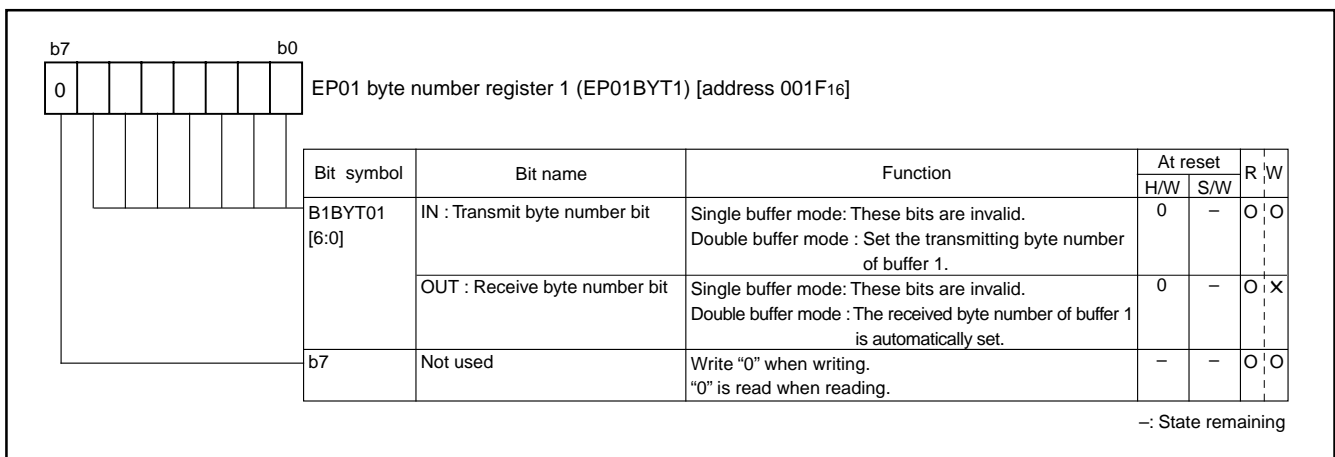 b7 b0
0 EP01 byte number register 1 (EP01BYT1) [address 001F16]
Bit symbol Bit name Function At reset R W
H/W S/W
B1BYT01 IN : Transmit byte number bit Single buffer mode: These bits are invalid. 0 – O O
[6:0] Double buffer mode : Set the transmitting byte number
of buffer 1.
OUT : Receive byte number bit Single buffer mode: These bits are invalid. 0 – O ✕
Double buffer mode : The received byte number of buffer 1
is automatically set.
b7 Not used Write “0” when writing. – – O O
“0” is read when reading.
–: State remaining